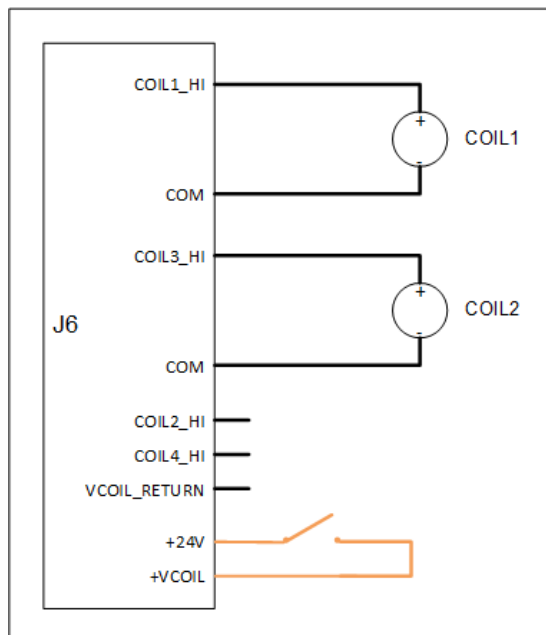 COIL1_HI
+
COIL1
-
COM
COIL3_HI
+
COIL2
-
J6
COM
COIL2_HI
COIL4_HI
VCOIL_RETURN
+24V
+VCOIL